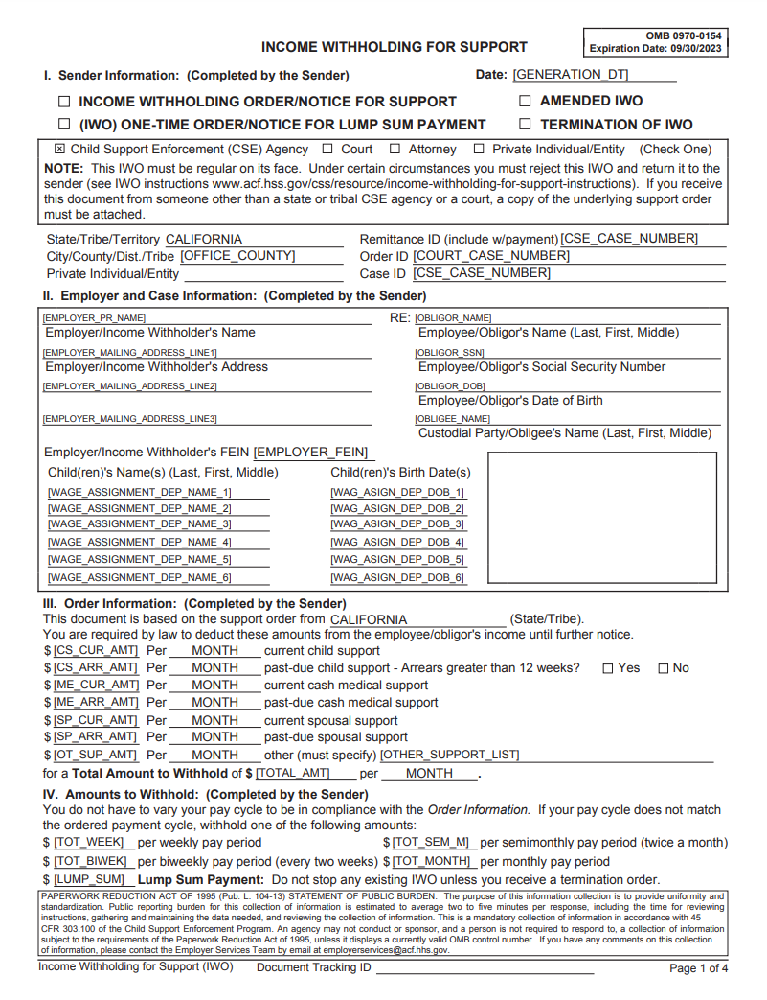 OMB 0970-0154
Expiration Date: 09/30/2023
INCOME WITHHOLDING FOR SUPPORT
I. Sender Information: (Completed by the Sender) Date: [GENERATION_DT]
☐ INCOME WITHHOLDING ORDER/NOTICE FOR SUPPORT ☐ AMENDED IWO
☐ (IWO) ONE-TIME ORDER/NOTICE FOR LUMP SUM PAYMENT ☐ TERMINATION OF IWO
☒ Child Support Enforcement (CSE) Agency ☐ Court ☐ Attorney ☐ Private Individual/Entity (Check One)
NOTE: This IWO must be regular on its face. Under certain circumstances you must reject this IWO and return it to the
sender (see IWO instructions www.acf.hss.gov/css/resource/income-withholding-for-support-instructions). If you receive
this document from someone other than a state or tribal CSE agency or a court, a copy of the underlying support order
must be attached.
State/Tribe/Territory CALIFORNIA Remittance ID (include w/payment) [CSE_CASE_NUMBER]
City/County/Dist./Tribe [OFFICE_COUNTY] Order ID [COURT_CASE_NUMBER]
Private Individual/Entity Case ID [CSE_CASE_NUMBER]
II. Employer and Case Information: (Completed by the Sender)
[EMPLOYER_PR_NAME] RE: [OBLIGOR_NAME]
Employer/Income Withholder's Name Employee/Obligor's Name (Last, First, Middle)
[EMPLOYER_MAILING_ADDRESS_LINE1] [OBLIGOR_SSN]
Employer/Income Withholder's Address Employee/Obligor's Social Security Number
[EMPLOYER_MAILING_ADDRESS_LINE2] [OBLIGOR_DOB]
Employee/Obligor's Date of Birth
[EMPLOYER_MAILING_ADDRESS_LINE3] [OBLIGEE_NAME]
Custodial Party/Obligee's Name (Last, First, Middle)
Employer/Income Withholder's FEIN [EMPLOYER_FEIN]
Child(ren)'s Name(s) (Last, First, Middle) Child(ren)'s Birth Date(s)
[WAGE_ASSIGNMENT_DEP_NAME_1] [WAG_ASIGN_DEP_DOB_1]
[WAGE_ASSIGNMENT_DEP_NAME_2] [WAG_ASIGN_DEP_DOB_2]
[WAGE_ASSIGNMENT_DEP_NAME_3] [WAG_ASIGN_DEP_DOB_3]
[WAGE_ASSIGNMENT_DEP_NAME_4] [WAG_ASIGN_DEP_DOB_4]
[WAGE_ASSIGNMENT_DEP_NAME_5] [WAG_ASIGN_DEP_DOB_5]
[WAGE_ASSIGNMENT_DEP_NAME_6] [WAG_ASIGN_DEP_DOB_6]
III. Order Information: (Completed by the Sender)
This document is based on the support order from CALIFORNIA (State/Tribe).
You are required by law to deduct these amounts from the employee/obligor's income until further notice.
$ [CS_CUR_AMT] Per MONTH current child support
$ [CS_ARR_AMT] Per MONTH past-due child support - Arrears greater than 12 weeks? ☐ Yes ☐ No
$ [ME_CUR_AMT] Per MONTH current cash medical support
$ [ME_ARR_AMT] Per MONTH past-due cash medical support
$ [SP_CUR_AMT] Per MONTH current spousal support
$ [SP_ARR_AMT] Per MONTH past-due spousal support
$ [OT_SUP_AMT] Per MONTH other (must specify) [OTHER_SUPPORT_LIST]
for a Total Amount to Withhold of $ [TOTAL_AMT] per MONTH .
IV. Amounts to Withhold: (Completed by the Sender)
You do not have to vary your pay cycle to be in compliance with the Order Information. If your pay cycle does not match
the ordered payment cycle, withhold one of the following amounts:
$ [TOT_WEEK] per weekly pay period $ [TOT_SEM_M] per semimonthly pay period (twice a month)
$ [TOT_BIWEK] per biweekly pay period (every two weeks) $ [TOT_MONTH] per monthly pay period
$ [LUMP_SUM] Lump Sum Payment: Do not stop any existing IWO unless you receive a termination order.
PAPERWORK REDUCTION ACT OF 1995 (Pub. L. 104-13) STATEMENT OF PUBLIC BURDEN: The purpose of this information collection is to provide uniformity and
standardization. Public reporting burden for this collection of information is estimated to average two to five minutes per response, including the time for reviewing
instructions, gathering and maintaining the data needed, and reviewing the collection of information. This is a mandatory collection of information in accordance with 45
CFR 303.100 of the Child Support Enforcement Program. An agency may not conduct or sponsor, and a person is not required to respond to, a collection of information
subject to the requirements of the Paperwork Reduction Act of 1995, unless it displays a currently valid OMB control number. If you have any comments on this collection
of information, please contact the Employer Services Team by email at employerservices@acf.hhs.gov.
Income Withholding for Support (IWO) Document Tracking ID Page 1 of 4